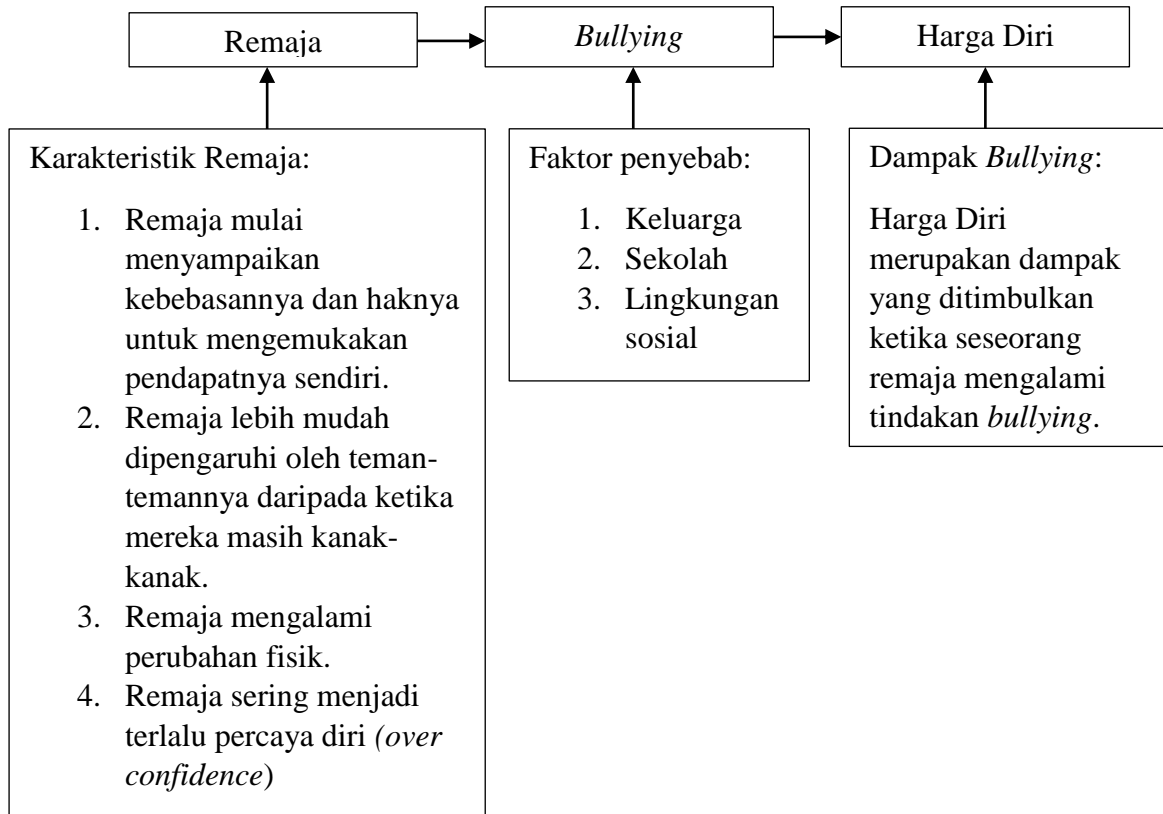 Remaja
Bullying
Harga Diri
Karakteristik Remaja:
1. Remaja mulai
menyampaikan
kebebasannya dan haknya
untuk mengemukakan
pendapatnya sendiri.
2. Remaja lebih mudah
dipengaruhi oleh teman-
temannya daripada ketika
mereka masih kanak-
kanak.
3. Remaja mengalami
perubahan fisik.
4. Remaja sering menjadi
terlalu percaya diri (over
confidence)
Faktor penyebab:
1. Keluarga
2. Sekolah
3. Lingkungan
sosial
Dampak Bullying:
Harga Diri
merupakan dampak
yang ditimbulkan
ketika seseorang
remaja mengalami
tindakan bullying.